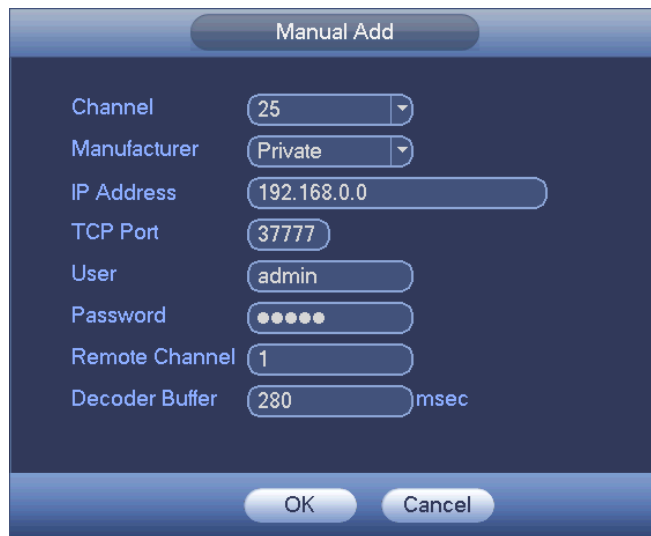 Manual Add
Channel 25
Manufacturer Private
IP Address 192.168.0.0
TCP Port 37777
User admin
Password ●●●●●
Remote Channel 1
Decoder Buffer 280 msec
OK Cancel